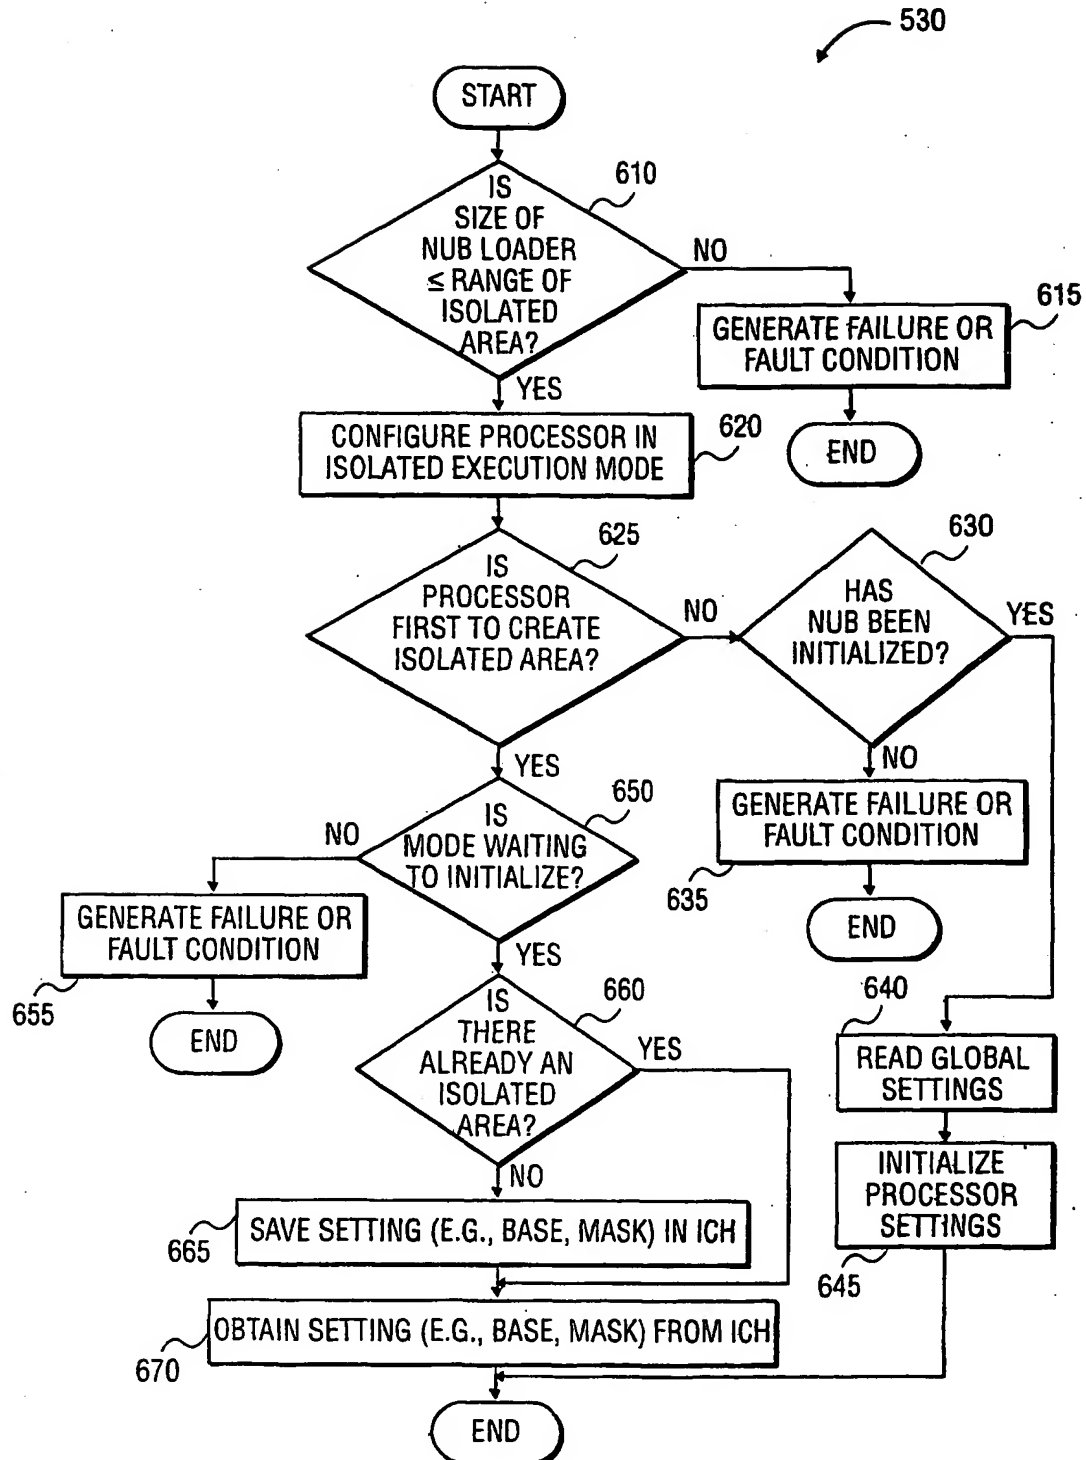 530
START
610
IS
SIZE OF
NUB LOADER
≤ RANGE OF
ISOLATED
AREA?
NO
615
GENERATE FAILURE OR
FAULT CONDITION
END
YES
620
CONFIGURE PROCESSOR IN
ISOLATED EXECUTION MODE
625
IS
PROCESSOR
FIRST TO CREATE
ISOLATED AREA?
NO
630
HAS
NUB BEEN
INITIALIZED?
YES
NO
GENERATE FAILURE OR
FAULT CONDITION
635
END
YES
650
IS
MODE WAITING
TO INITIALIZE?
NO
GENERATE FAILURE OR
FAULT CONDITION
655
END
YES
660
IS
THERE
ALREADY AN
ISOLATED
AREA?
YES
640
READ GLOBAL
SETTINGS
INITIALIZE
PROCESSOR
SETTINGS
645
NO
665
SAVE SETTING (E.G., BASE, MASK) IN ICH
OBTAIN SETTING (E.G., BASE, MASK) FROM ICH
670
END